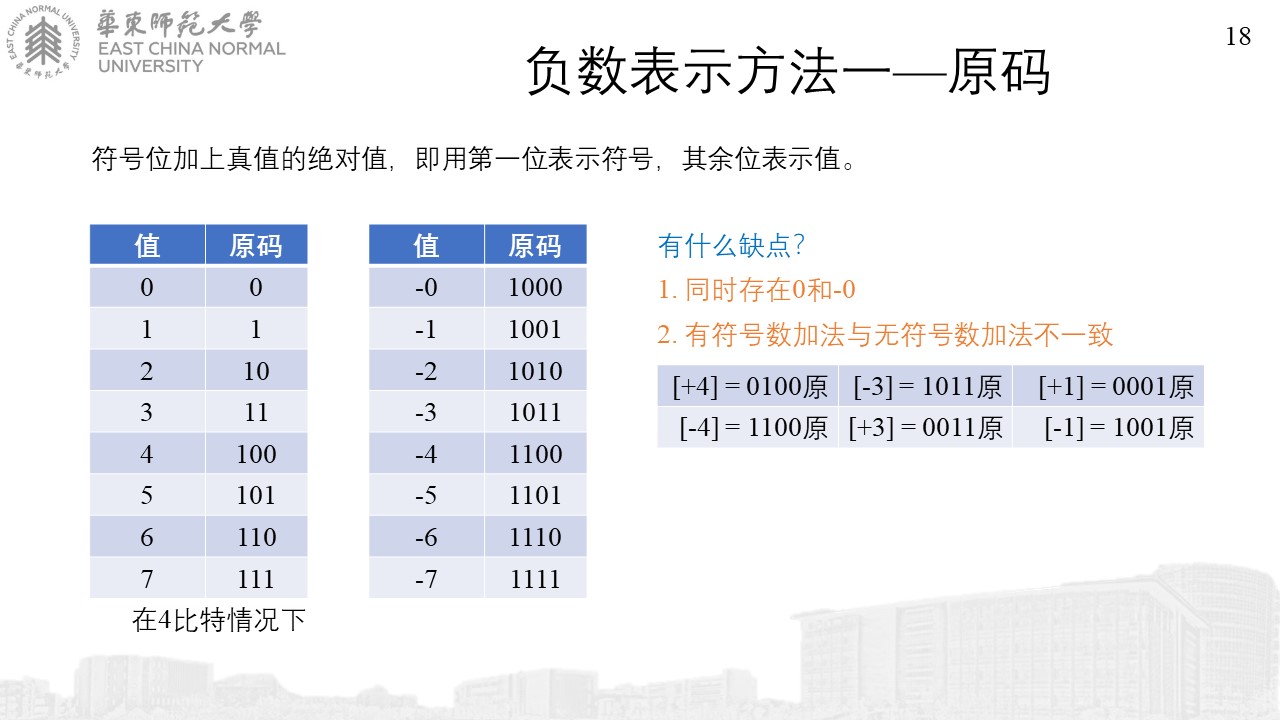 華東師範大學
EAST CHINA NORMAL
UNIVERSITY
EAST CHINA NORMAL UNIVERSITY
華東師範大學
18
负数表示方法一—原码
符号位加上真值的绝对值，即用第一位表示符号，其余位表示值。
值 原码
0 0
1 1
2 10
3 11
4 100
5 101
6 110
7 111
在4比特情况下
值 原码
-0 1000
-1 1001
-2 1010
-3 1011
-4 1100
-5 1101
-6 1110
-7 1111
有什么缺点?
1. 同时存在0和-0
2. 有符号数加法与无符号数加法不一致
[+4] = 0100原 [-3] = 1011原 [+1] = 0001原
[-4] = 1100原 [+3] = 0011原 [-1] = 1001原